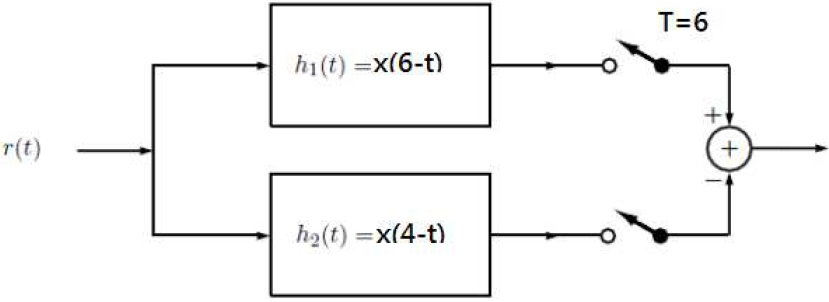 T=6
h₁(t) =x(6-t)
+
r(t)
+
−
h₂(t) =x(4-t)